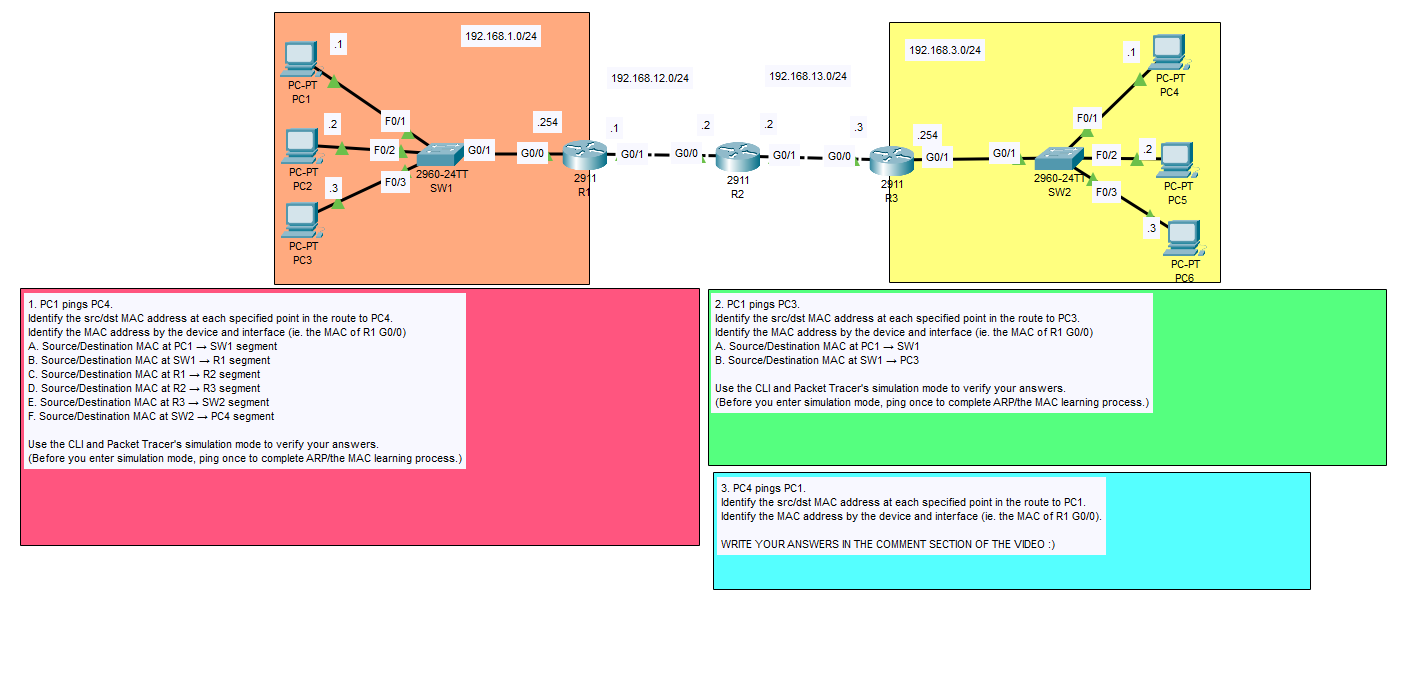 192.168.1.0/24
.1
PC-PT
PC1
F0/1
.2
F0/2
PC-PT
PC2
.3
F0/3
PC-PT
PC3
G0/1
2960-24TT
SW1
.254
G0/0
2911
R1
192.168.12.0/24
.1
G0/1
.2
G0/0
2911
R2
192.168.13.0/24
.2
G0/1
.3
G0/0
2911
R3
192.168.3.0/24
.254
G0/1
G0/1
2960-24TT
SW2
F0/1
.1
PC-PT
PC4
F0/2
.2
PC-PT
PC5
F0/3
.3
PC-PT
PC6
1. PC1 pings PC4.
Identify the src/dst MAC address at each specified point in the route to PC4.
Identify the MAC address by the device and interface (ie. the MAC of R1 G0/0)
A. Source/Destination MAC at PC1 → SW1 segment
B. Source/Destination MAC at SW1 → R1 segment
C. Source/Destination MAC at R1 → R2 segment
D. Source/Destination MAC at R2 → R3 segment
E. Source/Destination MAC at R3 → SW2 segment
F. Source/Destination MAC at SW2 → PC4 segment
Use the CLI and Packet Tracer's simulation mode to verify your answers.
(Before you enter simulation mode, ping once to complete ARP/the MAC learning process.)
2. PC1 pings PC3.
Identify the src/dst MAC address at each specified point in the route to PC3.
Identify the MAC address by the device and interface (ie. the MAC of R1 G0/0)
A. Source/Destination MAC at PC1 → SW1
B. Source/Destination MAC at SW1 → PC3
Use the CLI and Packet Tracer's simulation mode to verify your answers.
(Before you enter simulation mode, ping once to complete ARP/the MAC learning process.)
3. PC4 pings PC1.
Identify the src/dst MAC address at each specified point in the route to PC1.
Identify the MAC address by the device and interface (ie. the MAC of R1 G0/0).
WRITE YOUR ANSWERS IN THE COMMENT SECTION OF THE VIDEO :)